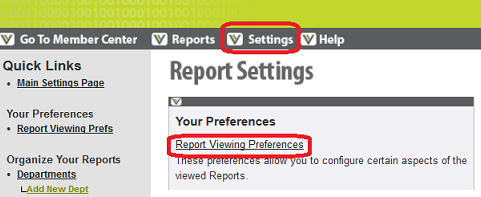 Go To Member Center Reports Settings Help
Quick Links
Main Settings Page
Your Preferences
Report Viewing Prefs
Organize Your Reports
Departments
Add New Dept
Report Settings
Your Preferences
Report Viewing Preferences
These preferences allow you to configure certain aspects of the
viewed Reports.